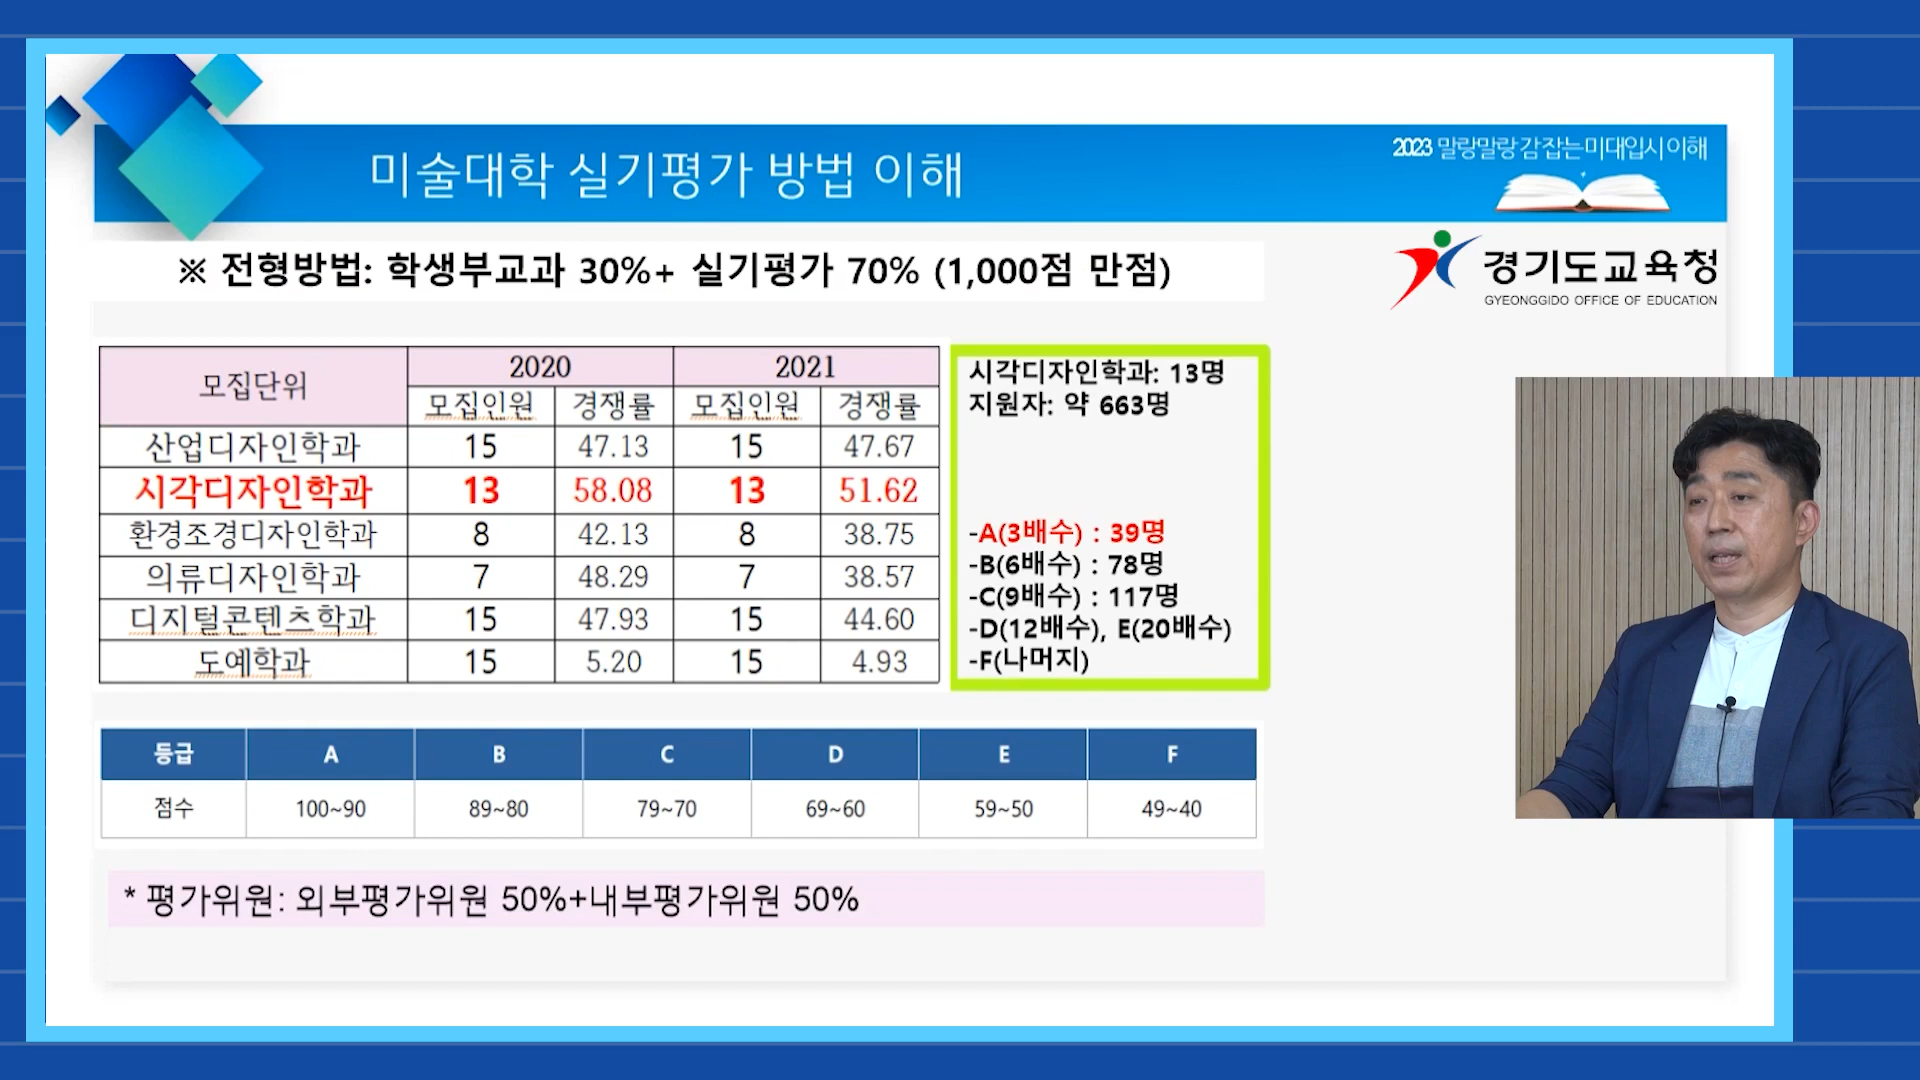 미술대학 실기평가 방법 이해
2023 말랑말랑 감 잡는 미대입시 이해
※ 전형방법: 학생부교과 30%+ 실기평가 70% (1,000점 만점)
경기도교육청
GYEONGGIDO OFFICE OF EDUCATION
모집단위 2020 2021
모집인원 경쟁률 모집인원 경쟁률
산업디자인학과 15 47.13 15 47.67
시각디자인학과 13 58.08 13 51.62
환경조경디자인학과 8 42.13 8 38.75
의류디자인학과 7 48.29 7 38.57
디지털콘텐츠학과 15 47.93 15 44.60
도예학과 15 5.20 15 4.93
시각디자인학과: 13명
지원자: 약 663명
-A(3배수) : 39명
-B(6배수) : 78명
-C(9배수) : 117명
-D(12배수), E(20배수)
-F(나머지)
등급 A B C D E F
점수 100~90 89~80 79~70 69~60 59~50 49~40
* 평가위원: 외부평가위원 50%+내부평가위원 50%